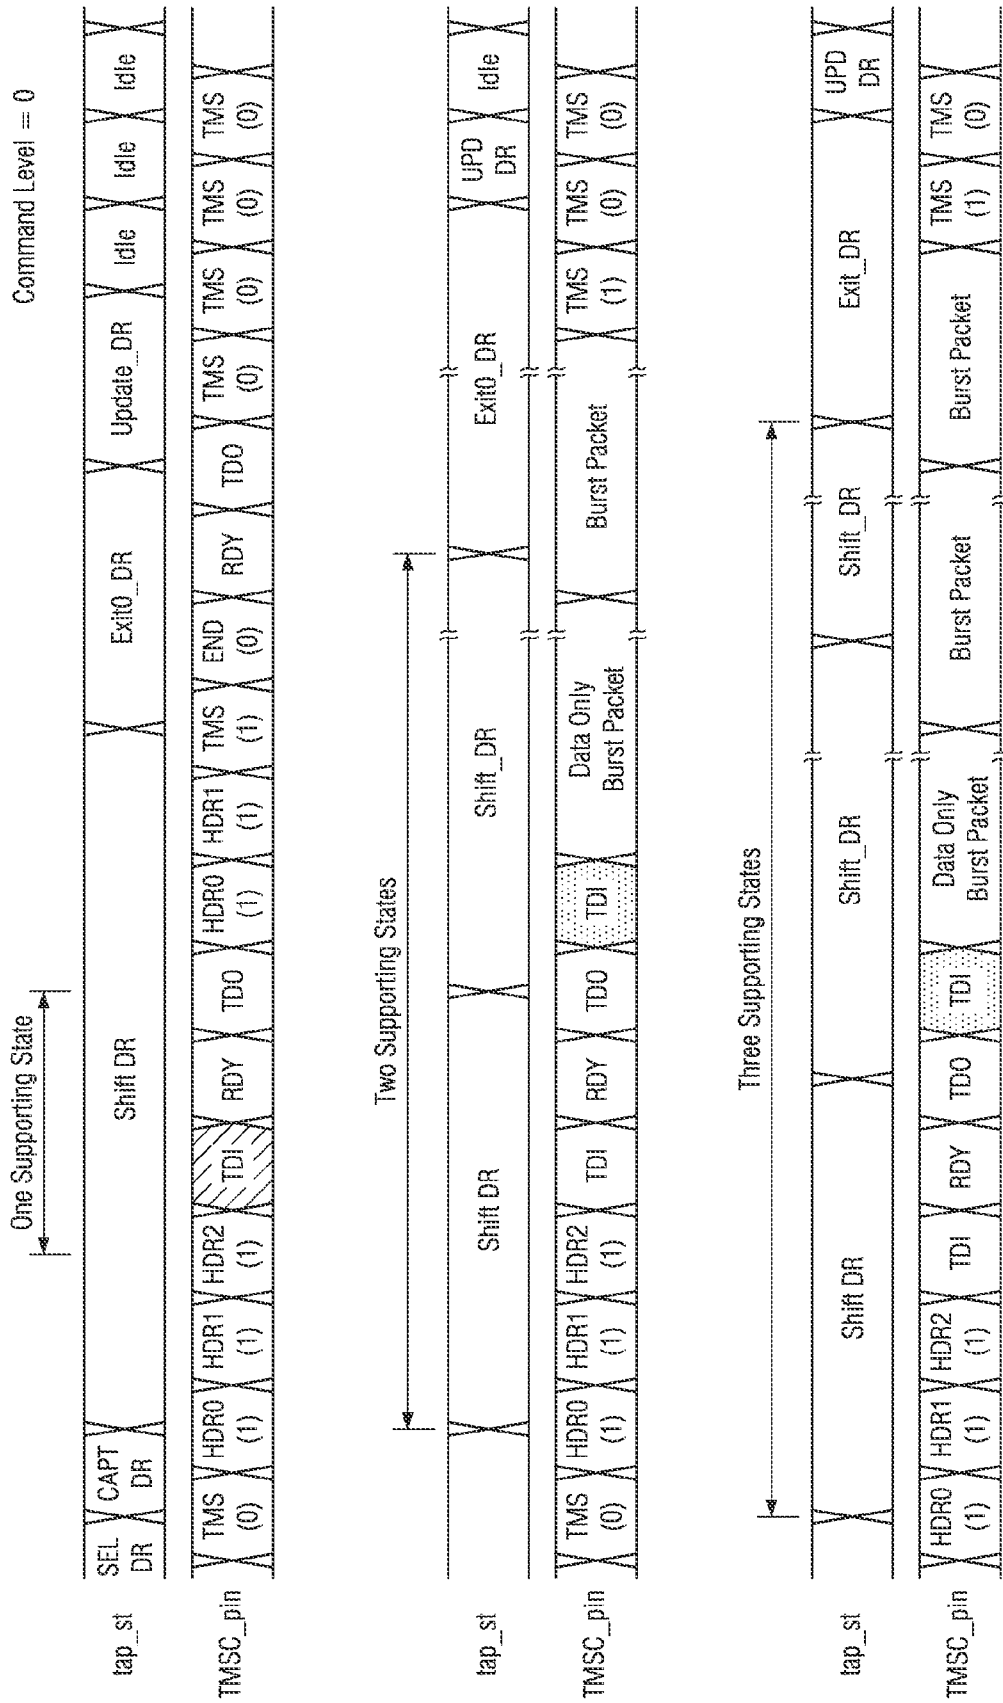 Command Level = 0
One Supporting State
tap_st
SEL
DR
CAPT
DR
Shift DR
Exit0_DR
Update_DR
Idle
Idle
Idle
TMSC_pin
TMS
(0)
HDR0
(1)
HDR1
(1)
HDR2
(1)
TDI
RDY
TDO
HDR0
(1)
HDR1
(1)
TMS
(1)
END
(0)
RDY
TDO
TMS
(0)
TMS
(0)
TMS
(0)
TMS
(0)
Two Supporting States
tap_st
Shift DR
Shift_DR
Exit0_DR
UPD
DR
Idle
TMSC_pin
TMS
(0)
HDR0
(1)
HDR1
(1)
HDR2
(1)
TDI
RDY
TDO
TDI
Data Only
Burst Packet
Burst Packet
TMS
(1)
TMS
(0)
TMS
(0)
Three Supporting States
tap_st
Shift DR
Shift_DR
Shift_DR
Exit_DR
UPD
DR
TMSC_pin
HDR0
(1)
HDR1
(1)
HDR2
(1)
TDI
RDY
TDO
TDI
Data Only
Burst Packet
Burst Packet
Burst Packet
TMS
(1)
TMS
(0)